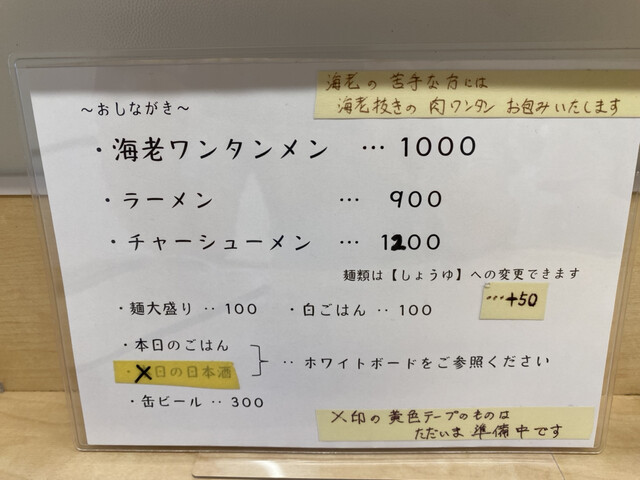 海老の苦手な方には
海老抜きの肉ワンタン お包みいたします
～おしながき～
・海老ワンタンメン … 1000
・ラーメン … 900
・チャーシューメン … 1200
麺類は【しょうゆ】への変更できます
…+50
・麺大盛り ‥ 100 ・白ごはん ‥ 100
・本日のごはん
・✕日の日本酒
‥ ホワイトボードをご参照ください
・缶ビール ‥ 300
✕印の黄色テープのものは
ただいま準備中です